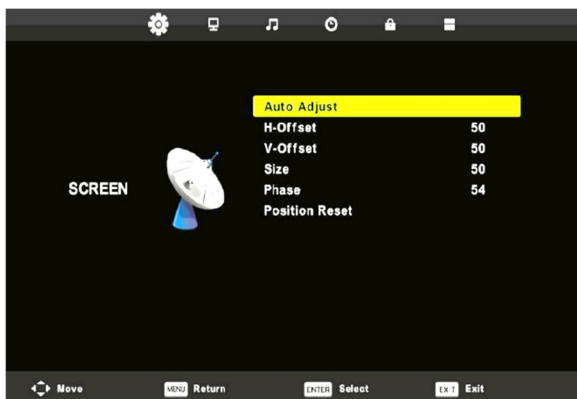 Auto Adjust
H-Offset 50
V-Offset 50
Size 50
SCREEN
Phase 54
Position Reset
Move MENU Return ENTER Select EXIT Exit